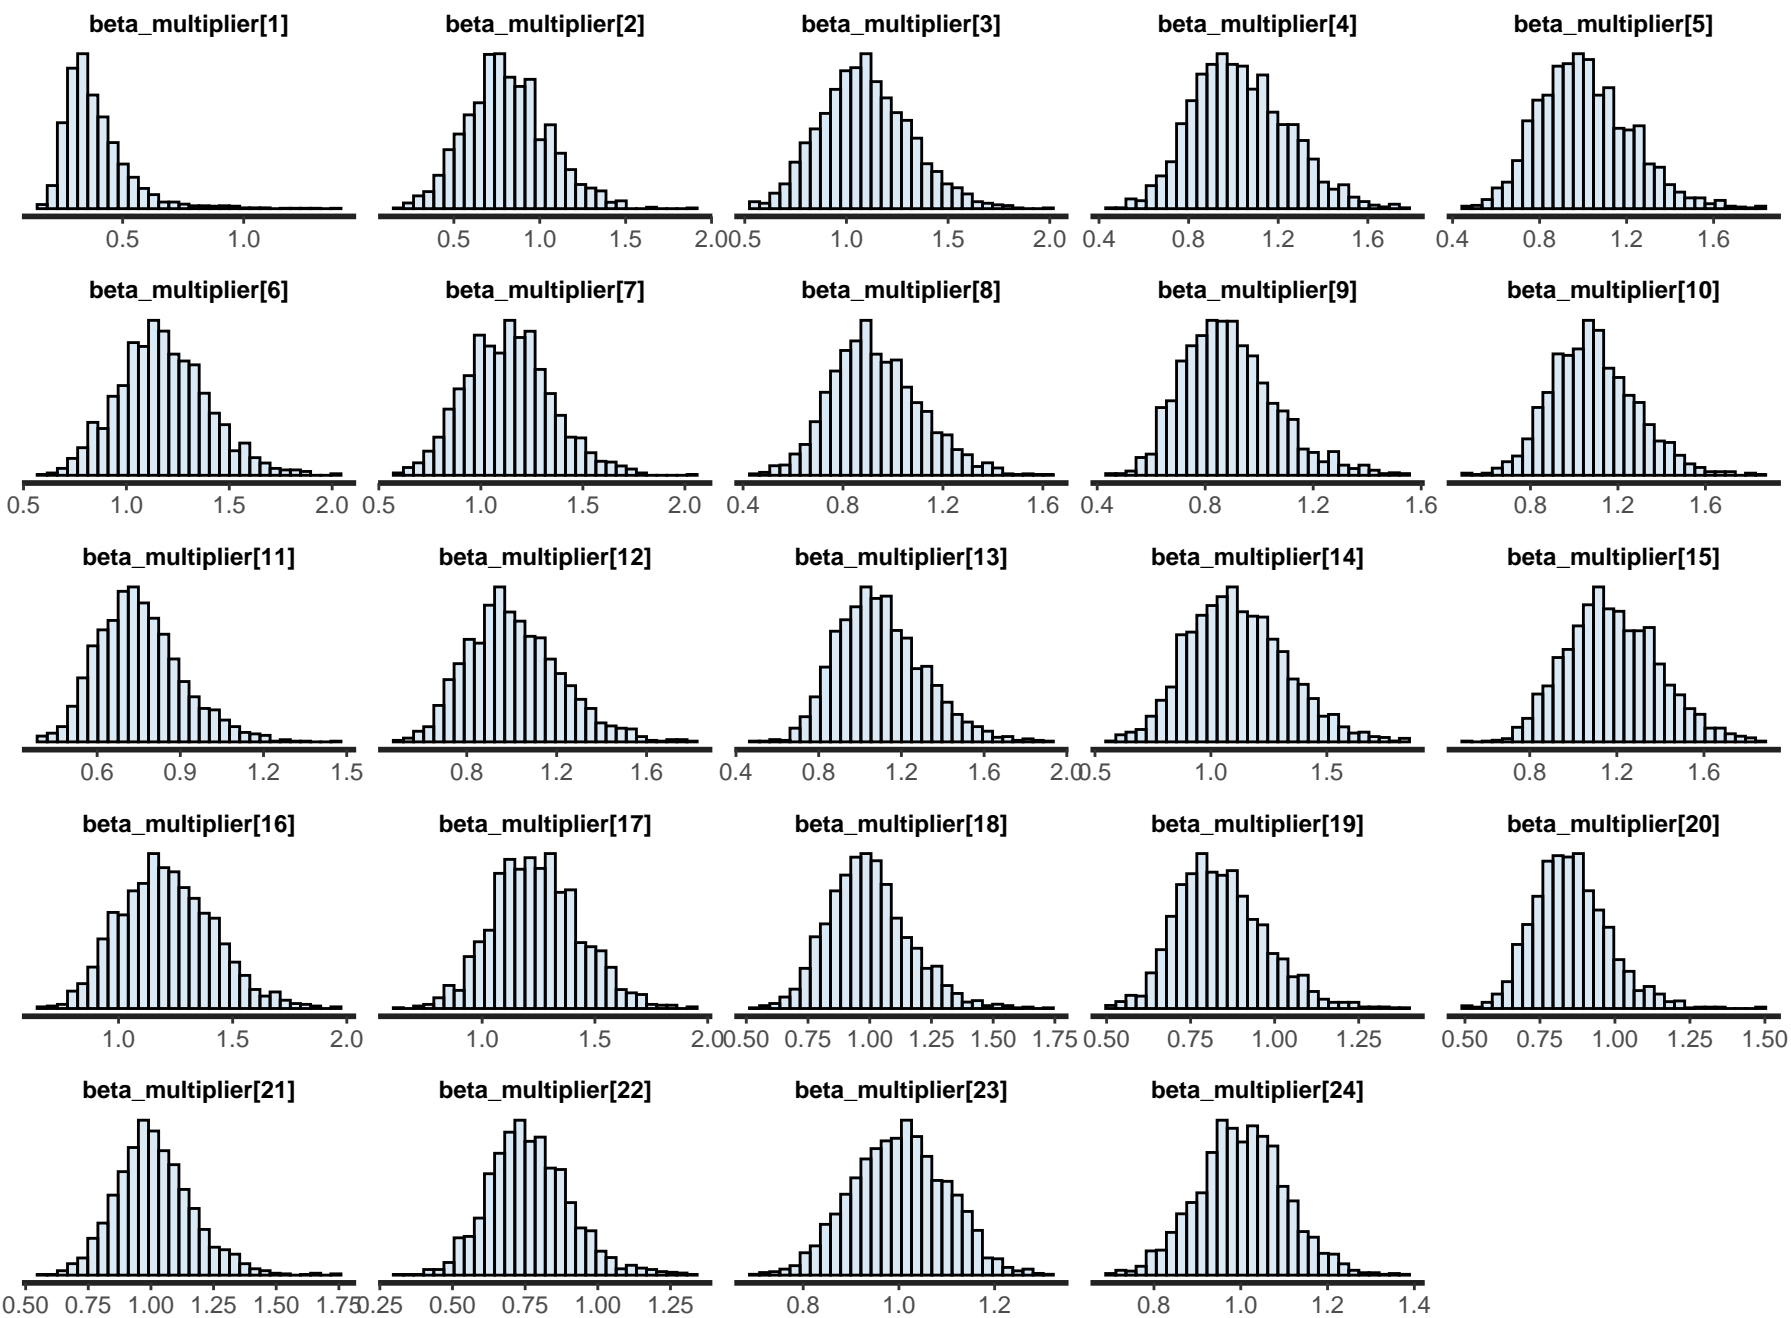 beta_multiplier[1] beta_multiplier[2] beta_multiplier[3] beta_multiplier[4] beta_multiplier[5]
0.5 1.0 0.5 1.0 1.5 2.0 0.5 1.0 1.5 2.0 0.4 0.8 1.2 1.6 0.4 0.8 1.2 1.6
beta_multiplier[6] beta_multiplier[7] beta_multiplier[8] beta_multiplier[9] beta_multiplier[10]
0.5 1.0 1.5 2.0 0.5 1.0 1.5 2.0 0.4 0.8 1.2 1.6 0.4 0.8 1.2 1.6 0.8 1.2 1.6
beta_multiplier[11] beta_multiplier[12] beta_multiplier[13] beta_multiplier[14] beta_multiplier[15]
0.6 0.9 1.2 1.5 0.8 1.2 1.6 0.4 0.8 1.2 1.6 2.0 0.5 1.0 1.5 0.8 1.2 1.6
beta_multiplier[16] beta_multiplier[17] beta_multiplier[18] beta_multiplier[19] beta_multiplier[20]
1.0 1.5 2.0 1.0 1.5 2.0 0.50 0.75 1.00 1.25 1.50 1.75 0.50 0.75 1.00 1.25 0.50 0.75 1.00 1.25 1.50
beta_multiplier[21] beta_multiplier[22] beta_multiplier[23] beta_multiplier[24]
0.50 0.75 1.00 1.25 1.50 1.75 0.25 0.50 0.75 1.00 1.25 0.8 1.0 1.2 0.8 1.0 1.2 1.4